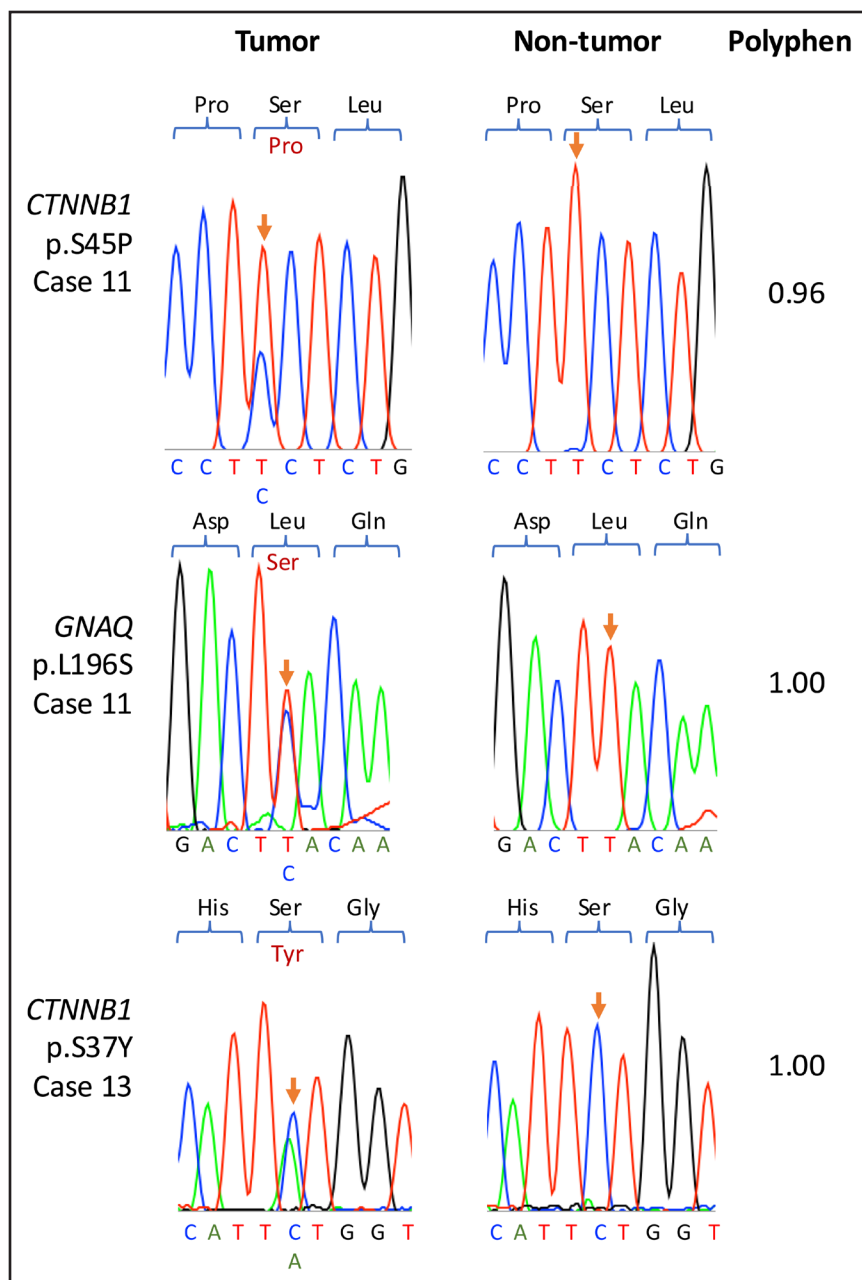 Tumor Non-tumor Polyphen
Pro Ser Leu Pro Ser Leu
Pro
CTNNB1
p.S45P
Case 11
0.96
C C T T C T C T G C C T T C T C T G
C
Asp Leu Gln Asp Leu Gln
Ser
GNAQ
p.L196S
Case 11
1.00
G A C T T A C A A G A C T T A C A A
C
His Ser Gly His Ser Gly
Tyr
CTNNB1
p.S37Y
Case 13
1.00
C A T T C T G G T C A T T C T G G T
A